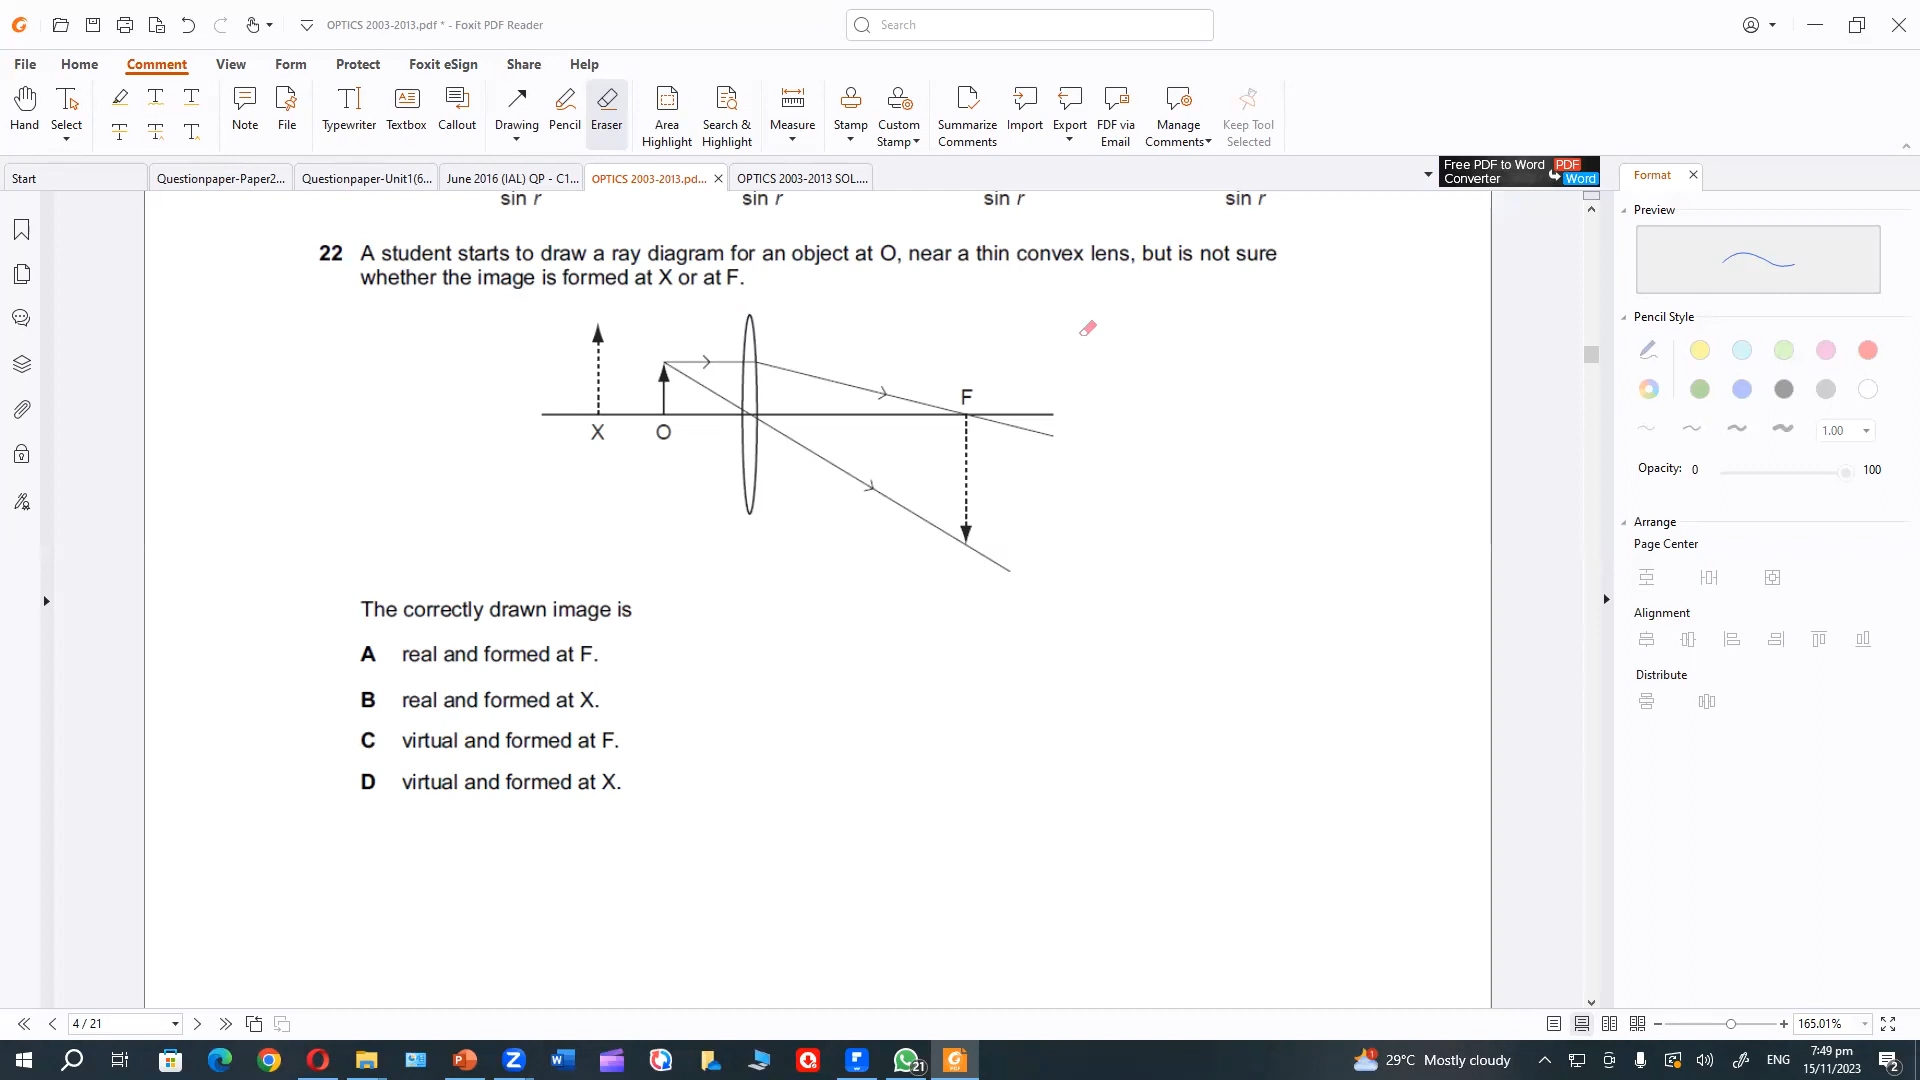 OPTICS 2003-2013.pdf * - Foxit PDF Reader
Search
File Home Comment View Form Protect Foxit eSign Share Help
Hand Select Note File Typewriter Textbox Callout Drawing Pencil Eraser Area Highlight Search & Highlight Measure Stamp Custom Stamp Summarize Comments Import Export FDF via Email Manage Comments Keep Tool Selected
Start Questionpaper-Paper2... Questionpaper-Unit1(6... June 2016 (IAL) QP - C1... OPTICS 2003-2013.pd... OPTICS 2003-2013 SOL....
Free PDF to Word Converter PDF Word
Format
sin r sin r sin r sin r
22 A student starts to draw a ray diagram for an object at O, near a thin convex lens, but is not sure
whether the image is formed at X or at F.
F
X O
The correctly drawn image is
A real and formed at F.
B real and formed at X.
C virtual and formed at F.
D virtual and formed at X.
Preview
Pencil Style
1.00
Opacity: 0 100
Arrange
Page Center
Alignment
Distribute
4 / 21
165.01%
21
29°C Mostly cloudy
ENG
7:49 pm
15/11/2023
2